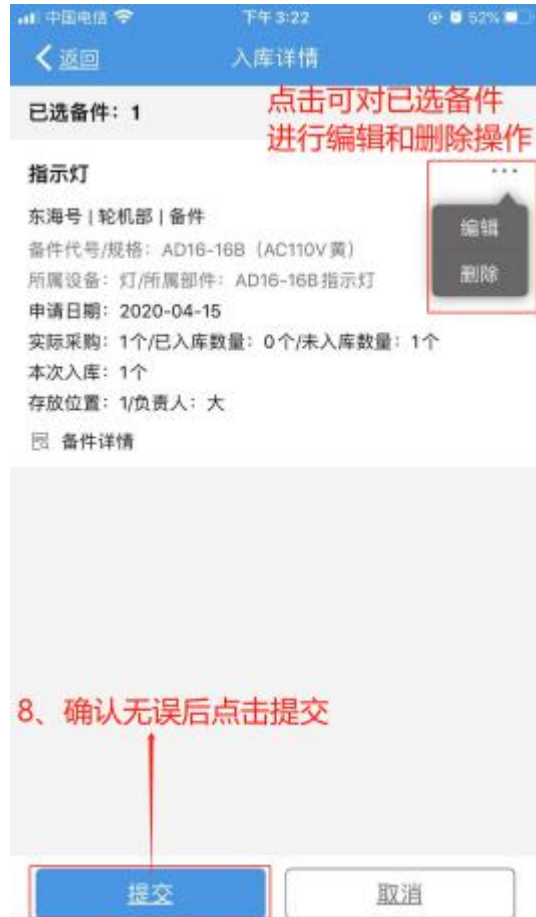 中国电信 下午3:22 52%
返回 入库详情
已选备件：1
点击可对已选备件
进行编辑和删除操作
指示灯
...
东海号 | 轮机部 | 备件
编辑
备件代号/规格：AD16-16B（AC110V黄）
所属设备：灯/所属部件：AD16-16B指示灯
删除
申请日期：2020-04-15
实际采购：1个/已入库数量：0个/未入库数量：1个
本次入库：1个
存放位置：1/负责人：大
备件详情
8、确认无误后点击提交
提交 取消